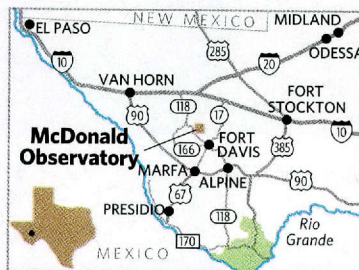 NEW MEXICO
EL PASO
MIDLAND
ODESSA
285
20
10
VAN HORN
FORT
STOCKTON
118
90
17
10
McDonald
Observatory
FORT
DAVIS
166
385
MARFA
ALPINE
90
67
PRESIDIO
118
Rio
Grande
MEXICO
170